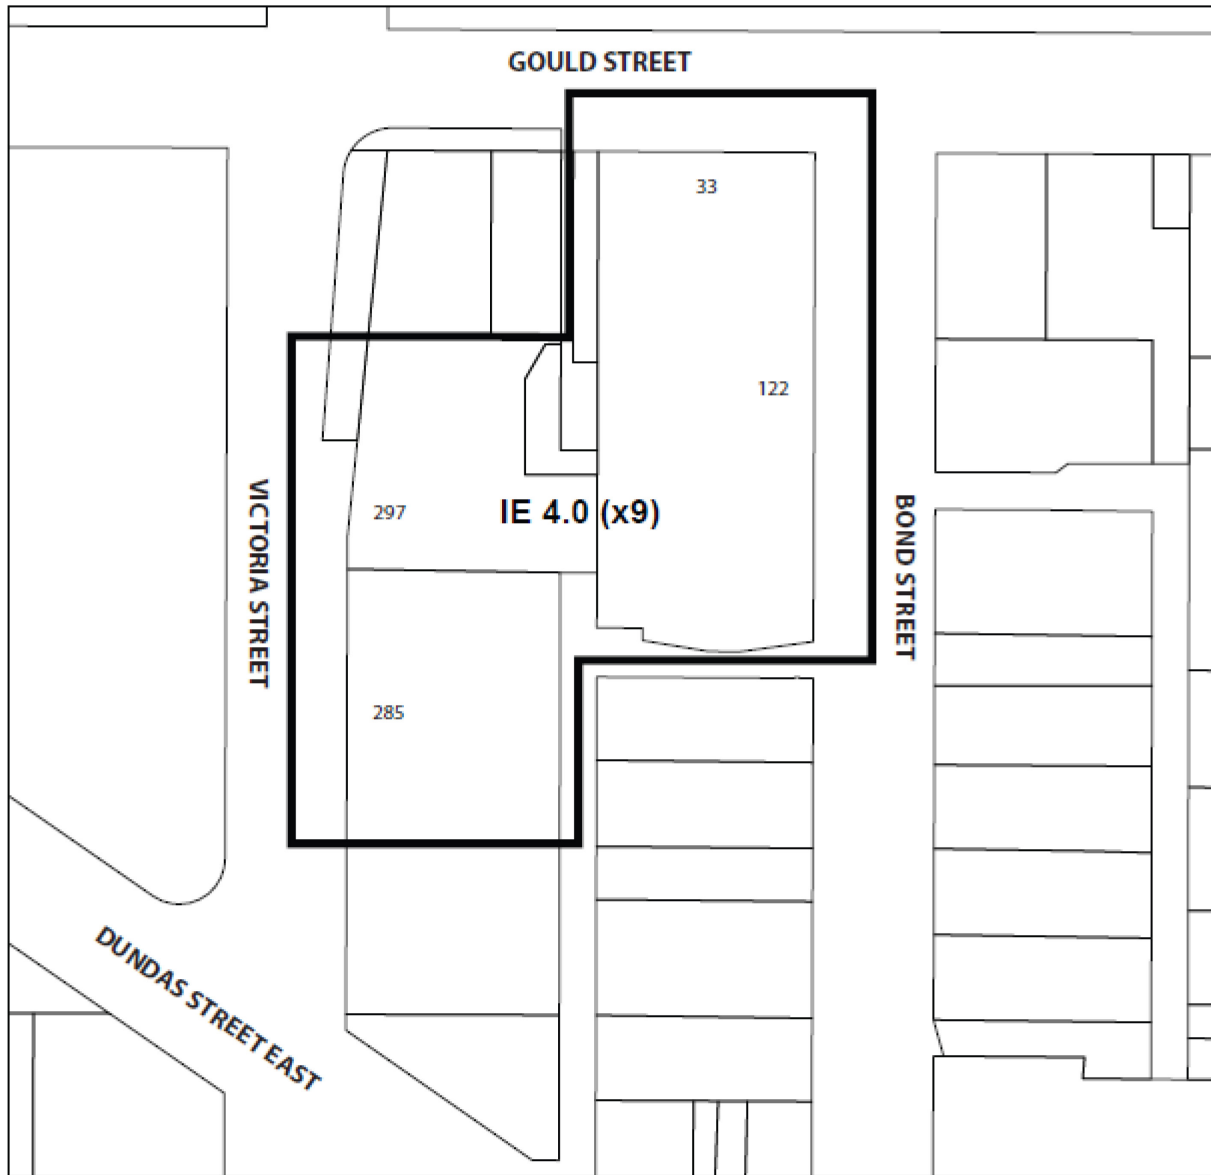 GOULD STREET
33
122
297
IE 4.0 (x9)
VICTORIA STREET
BOND STREET
285
DUNDAS STREET EAST